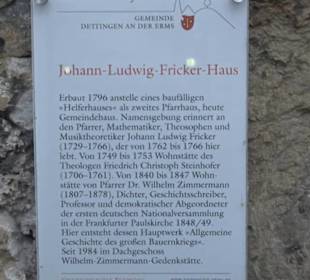 GEMEINDE
DETTINGEN AN DER ERMS
Johann-Ludwig-Fricker-Haus
Erbaut 1796 anstelle eines baufälligen
»Helferhauses« als zweites Pfarrhaus, heute
Gemeindehaus. Namensgebung erinnert an
den Pfarrer, Mathematiker, Theosophen und
Musiktheoretiker Johann Ludwig Fricker
(1729–1766), der von 1762 bis 1766 hier
lebt. Von 1749 bis 1753 Wohnstätte des
Theologen Friedrich Christoph Steinhofer
(1706–1761). Von 1840 bis 1847 Wohn-
stätte von Pfarrer Dr. Wilhelm Zimmermann
(1807–1878), Dichter, Geschichtsschreiber,
Professor und demokratischer Abgeordneter
der ersten deutschen Nationalversammlung
in der Frankfurter Paulskirche 1848/49.
Hier entsteht dessen Hauptwerk »Allgemeine
Geschichte des großen Bauernkriegs«.
Seit 1984 im Dachgeschoss
Wilhelm-Zimmermann-Gedenkstätte.